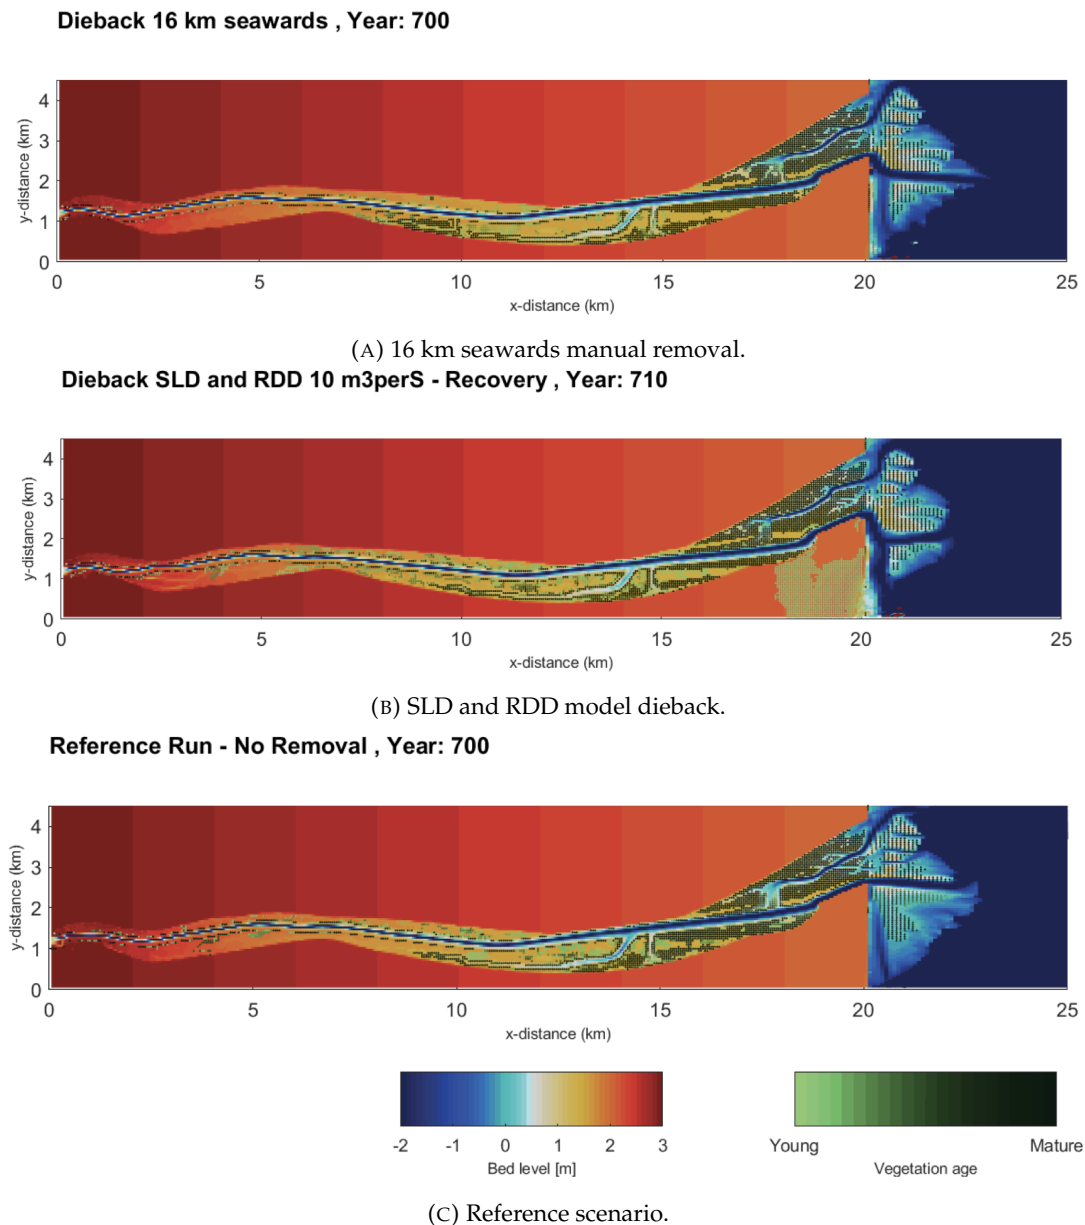 Dieback 16 km seawards , Year: 700
4
3
2
1
0
y-distance (km)
0 5 10 15 20 25
x-distance (km)
(A) 16 km seawards manual removal.
Dieback SLD and RDD 10 m3perS - Recovery , Year: 710
4
3
2
1
0
y-distance (km)
0 5 10 15 20 25
x-distance (km)
(B) SLD and RDD model dieback.
Reference Run - No Removal , Year: 700
4
3
2
1
0
y-distance (km)
0 5 10 15 20 25
x-distance (km)
-2 -1 0 1 2 3
Bed level [m]
Young Mature
Vegetation age
(C) Reference scenario.